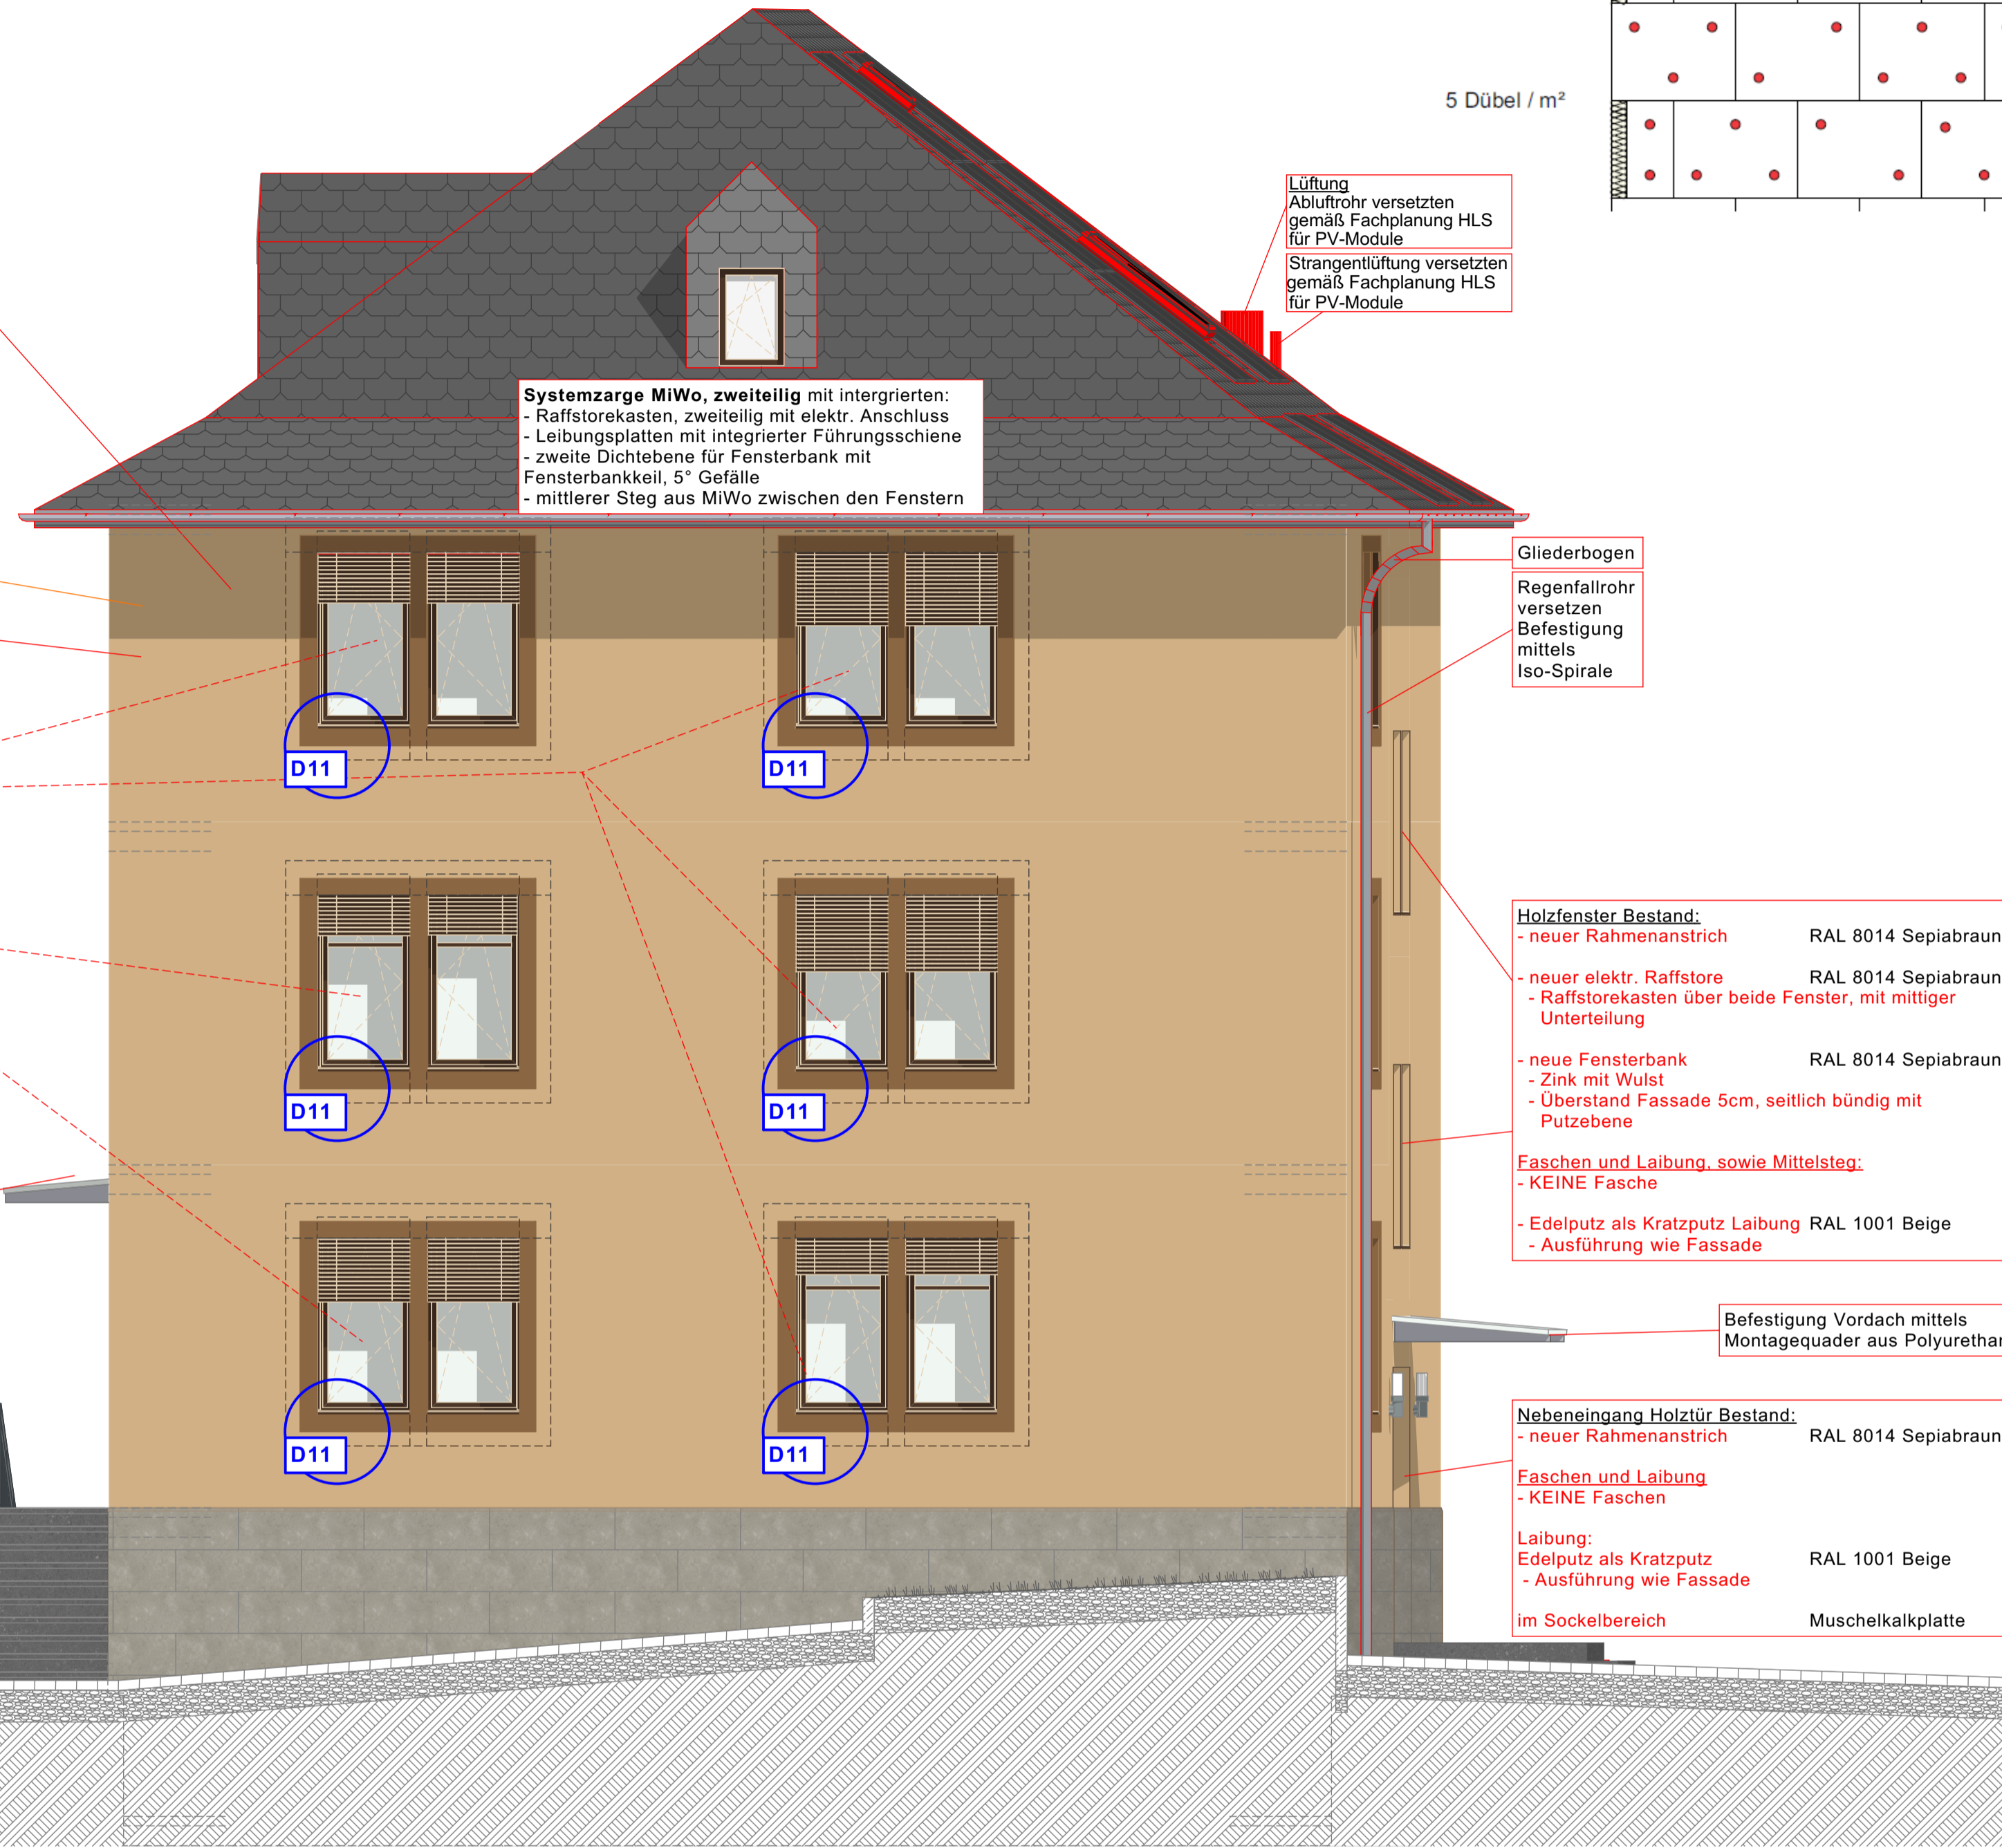 5 Dübel / m²
Lüftung
Abluftrohr versetzten
gemäß Fachplanung HLS
für PV-Module
Strangentlüftung versetzten
gemäß Fachplanung HLS
für PV-Module
Systemzarge MiWo, zweiteilig mit intergrierten:
- Raffstorekasten, zweiteilig mit elektr. Anschluss
- Leibungsplatten mit integrierter Führungsschiene
- zweite Dichtebene für Fensterbank mit
Fensterbankkeil, 5° Gefälle
- mittlerer Steg aus MiWo zwischen den Fenstern
Gliederbogen
Regenfallrohr
versetzen
Befestigung
mittels
Iso-Spirale
D11
D11
Holzfenster Bestand:
- neuer Rahmenanstrich RAL 8014 Sepiabraun
- neuer elektr. Raffstore RAL 8014 Sepiabraun
- Raffstorekasten über beide Fenster, mit mittiger
Unterteilung
- neue Fensterbank RAL 8014 Sepiabraun
- Zink mit Wulst
- Überstand Fassade 5cm, seitlich bündig mit
Putzebene
Faschen und Laibung, sowie Mittelsteg:
- KEINE Fasche
- Edelputz als Kratzputz Laibung RAL 1001 Beige
- Ausführung wie Fassade
D11
D11
Befestigung Vordach mittels
Montagequader aus Polyurethan
Nebeneingang Holztür Bestand:
- neuer Rahmenanstrich RAL 8014 Sepiabraun
Faschen und Laibung
- KEINE Faschen
Laibung:
Edelputz als Kratzputz RAL 1001 Beige
- Ausführung wie Fassade
im Sockelbereich Muschelkalkplatte
D11
D11